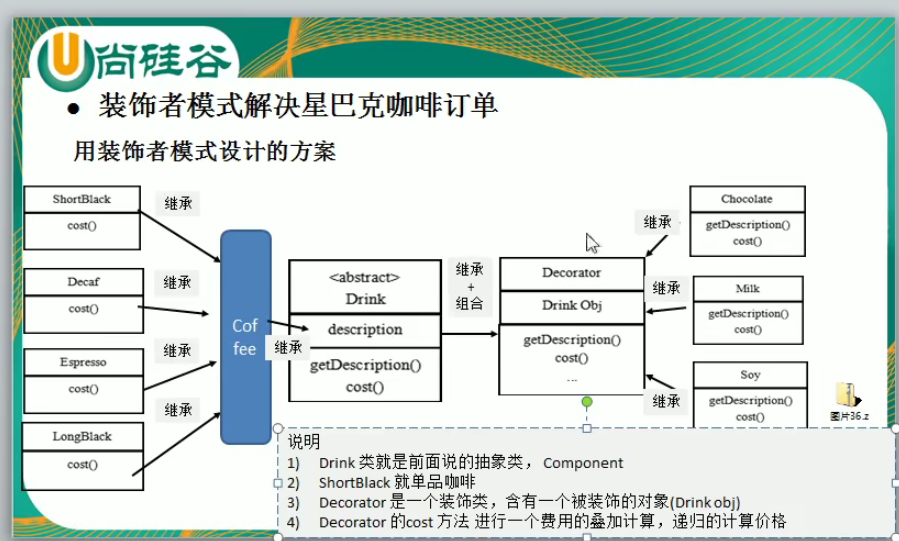 尚硅谷
● 装饰者模式解决星巴克咖啡订单
用装饰者模式设计的方案
ShortBlack
cost()
继承
Decaf
cost()
继承
Espresso
cost()
继承
LongBlack
cost()
继承
Cof
fee
继承
<abstract>
Drink
description
getDescription()
cost()
继承
+
组合
Decorator
Drink Obj
getDescription()
cost()
...
继承
Chocolate
getDescription()
cost()
继承
Milk
getDescription()
cost()
继承
Soy
getDescription()
cost()
图片36.z
说明
1) Drink 类就是前面说的抽象类， Component
2) ShortBlack 就单品咖啡
3) Decorator 是一个装饰类，含有一个被装饰的对象(Drink obj)
4) Decorator 的cost 方法 进行一个费用的叠加计算，递归的计算价格